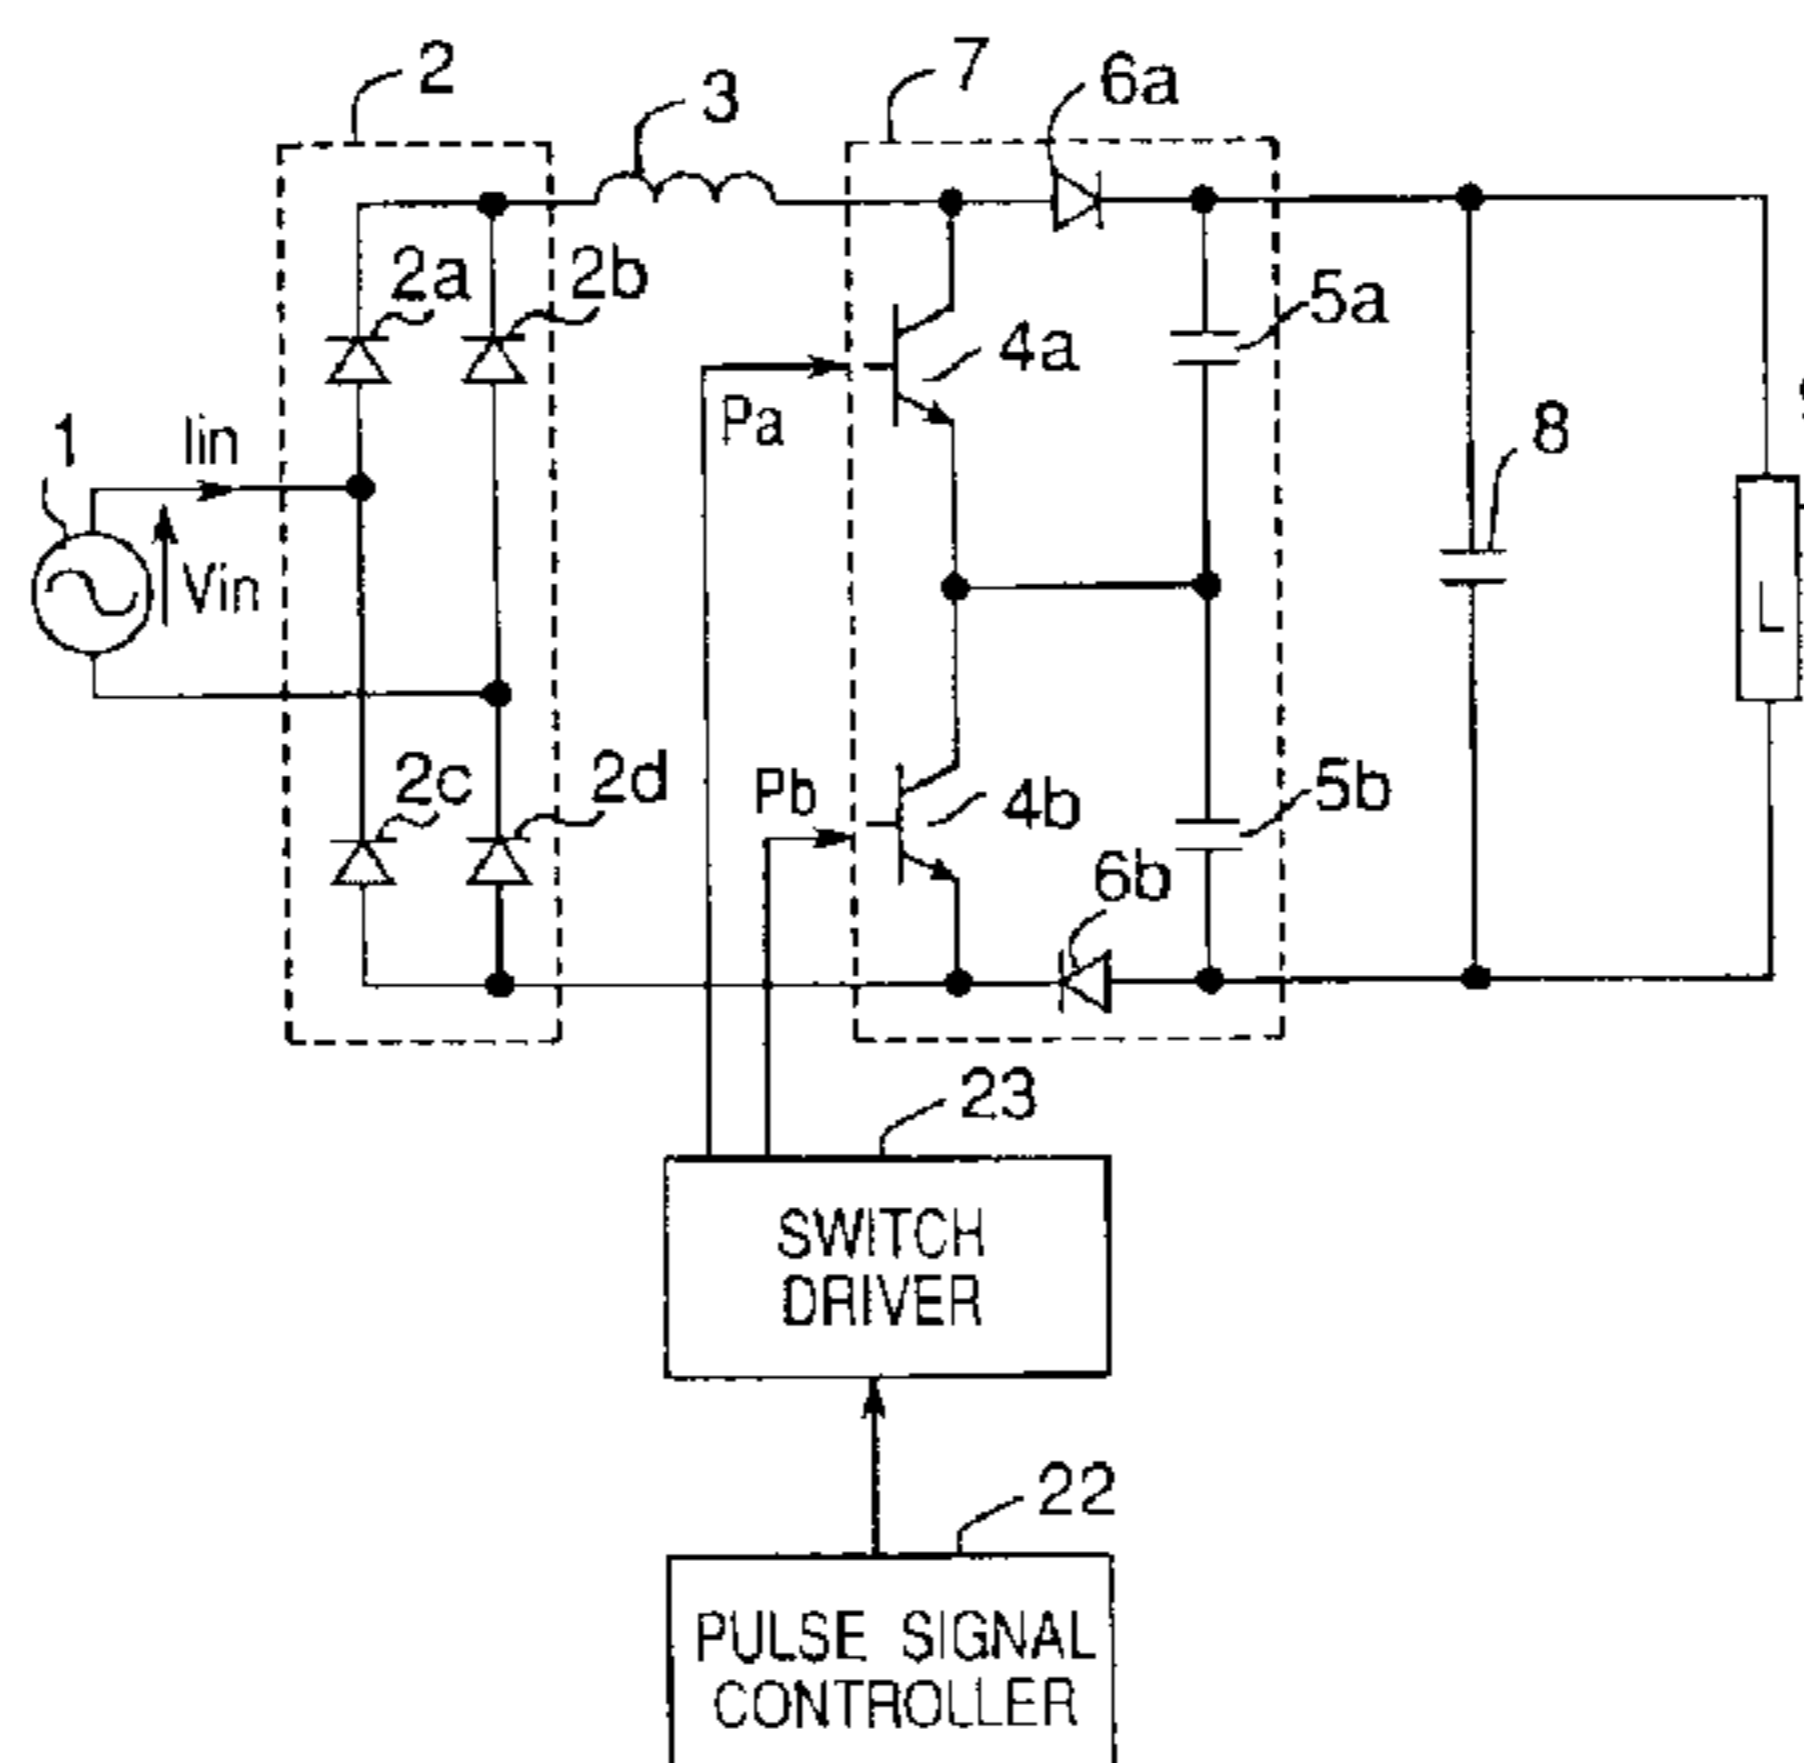 2
3
7
6a
2a
2b
5a
4a
Pa
1
Iin
8
Vin
L
2c
2d
Pb
4b
5b
6b
23
SWITCH
DRIVER
22
PULSE SIGNAL
CONTROLLER